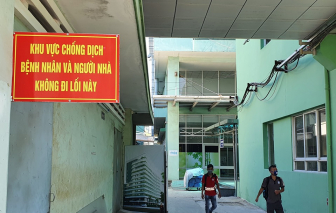 KHU VỰC CHỐNG DỊCH
BỆNH NHÂN VÀ NGƯỜI NHÀ
KHÔNG ĐI LỐI NÀY